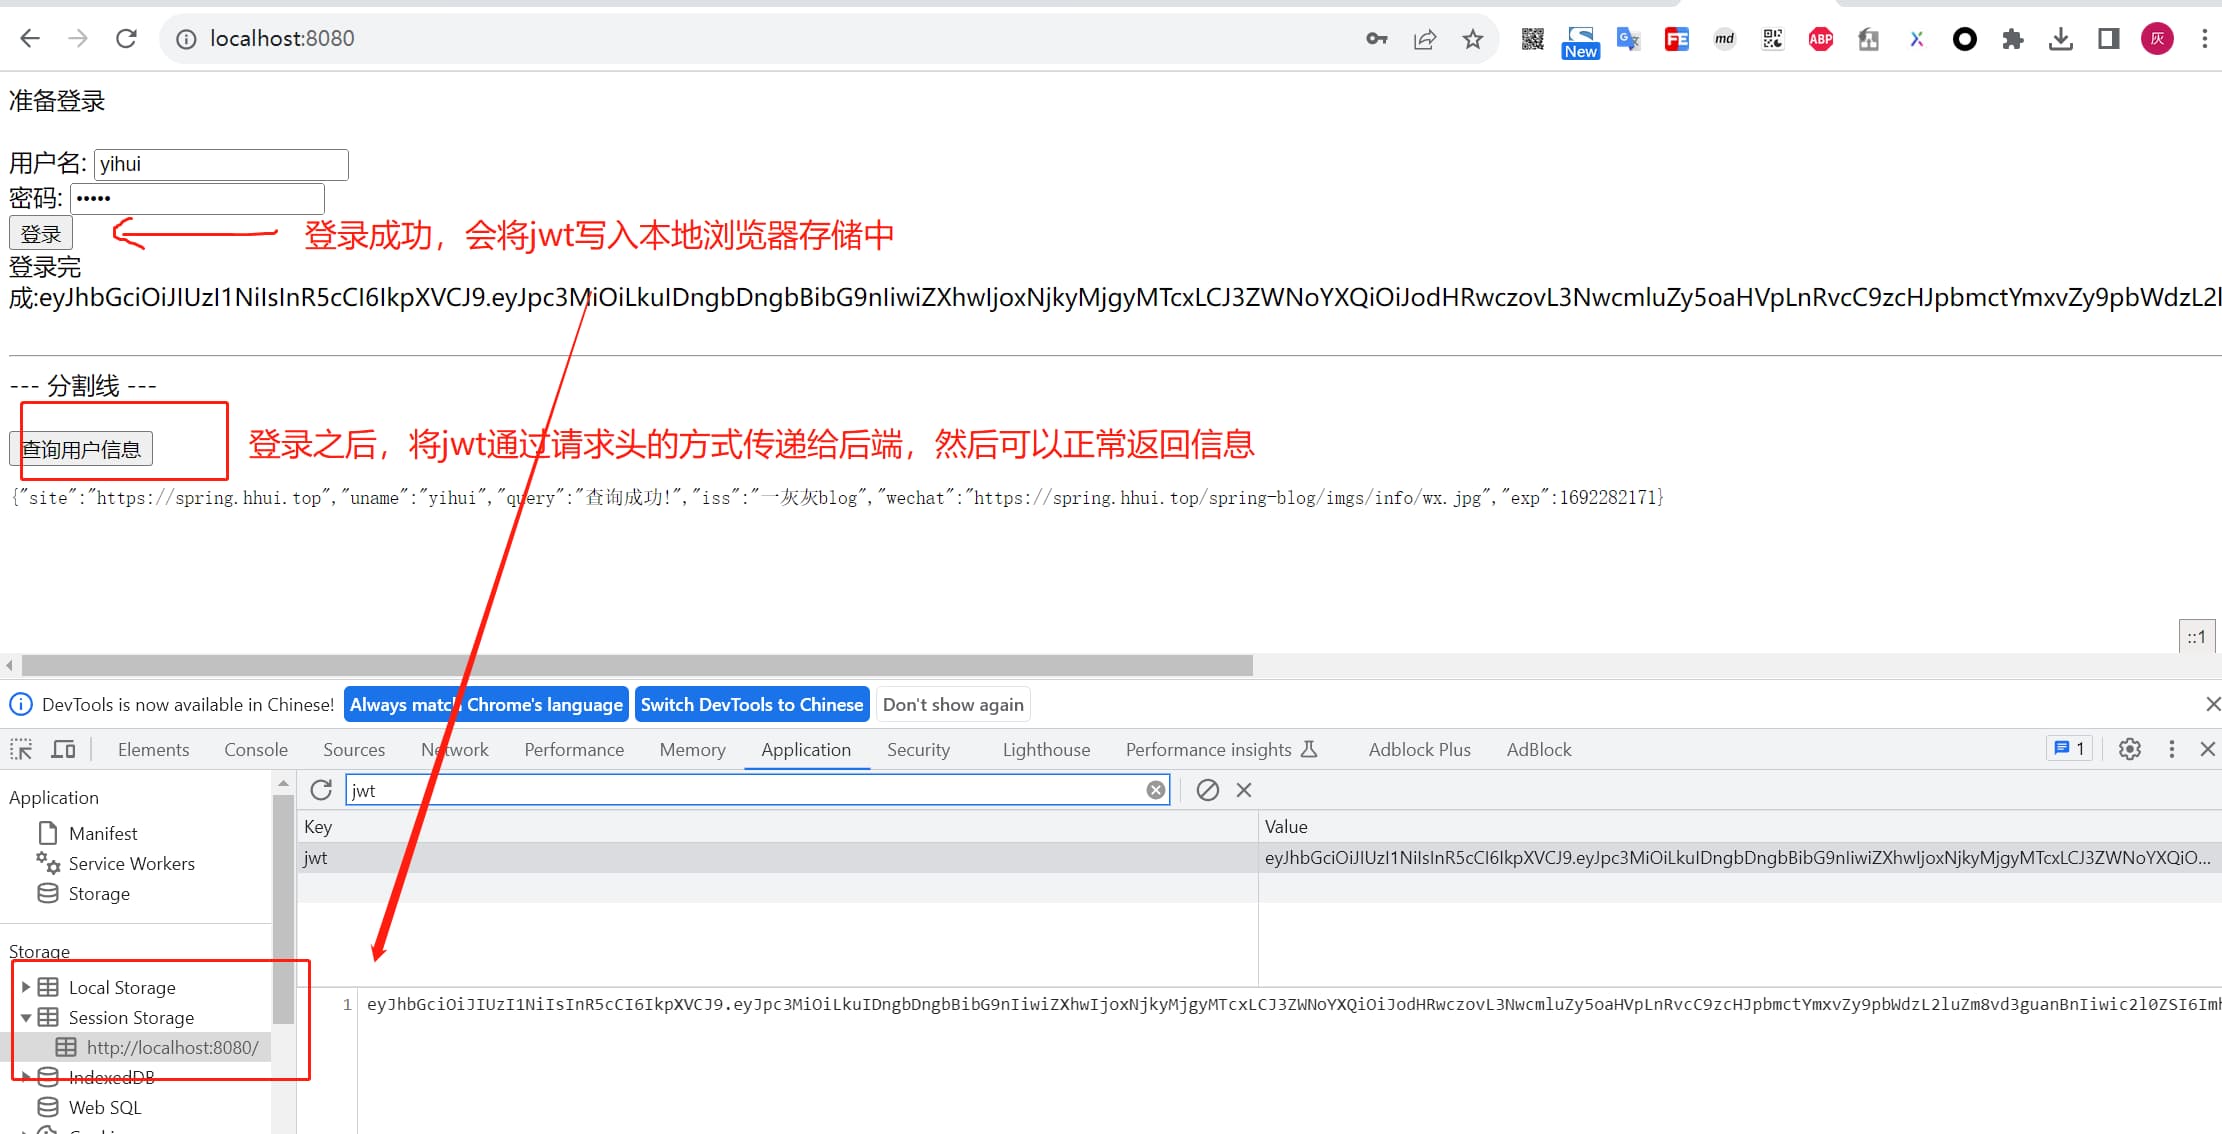 localhost:8080
New
FE
md
ABP
灰
准备登录
用户名: yihui
密码: •••••
登录
登录成功，会将jwt写入本地浏览器存储中
登录完
成:eyJhbGciOiJIUzI1NiIsInR5cCI6IkpXVCJ9.eyJpc3MiOiLkuIDngbDngbBibG9nIiwiZXhwIjoxNjkyMjgyMTcxLCJ3ZWNoYXQiOiJodHRwczovL3NwcmluZy5oaHVpLnRvcC9zcHJpbmctYmxvZy9pbWdzL2l
--- 分割线 ---
查询用户信息
登录之后，将jwt通过请求头的方式传递给后端，然后可以正常返回信息
{"site":"https://spring.hhui.top","uname":"yihui","query":"查询成功!","iss":"一灰灰blog","wechat":"https://spring.hhui.top/spring-blog/imgs/info/wx.jpg","exp":1692282171}
::1
DevTools is now available in Chinese! Always match Chrome's language Switch DevTools to Chinese Don't show again
Elements Console Sources Network Performance Memory Application Security Lighthouse Performance insights Adblock Plus AdBlock 1
Application
jwt
Key Value
Manifest
jwt eyJhbGciOiJIUzI1NiIsInR5cCI6IkpXVCJ9.eyJpc3MiOiLkuIDngbDngbBibG9nIiwiZXhwIjoxNjkyMjgyMTcxLCJ3ZWNoYXQiO...
Service Workers
Storage
Storage
Local Storage
1 eyJhbGciOiJIUzI1NiIsInR5cCI6IkpXVCJ9.eyJpc3MiOiLkuIDngbDngbBibG9nIiwiZXhwIjoxNjkyMjgyMTcxLCJ3ZWNoYXQiOiJodHRwczovL3NwcmluZy5oaHVpLnRvcC9zcHJpbmctYmxvZy9pbWdzL2luZm8vd3guanBnIiwic2l0ZSI6Imh
Session Storage
http://localhost:8080/
IndexedDB
Web SQL